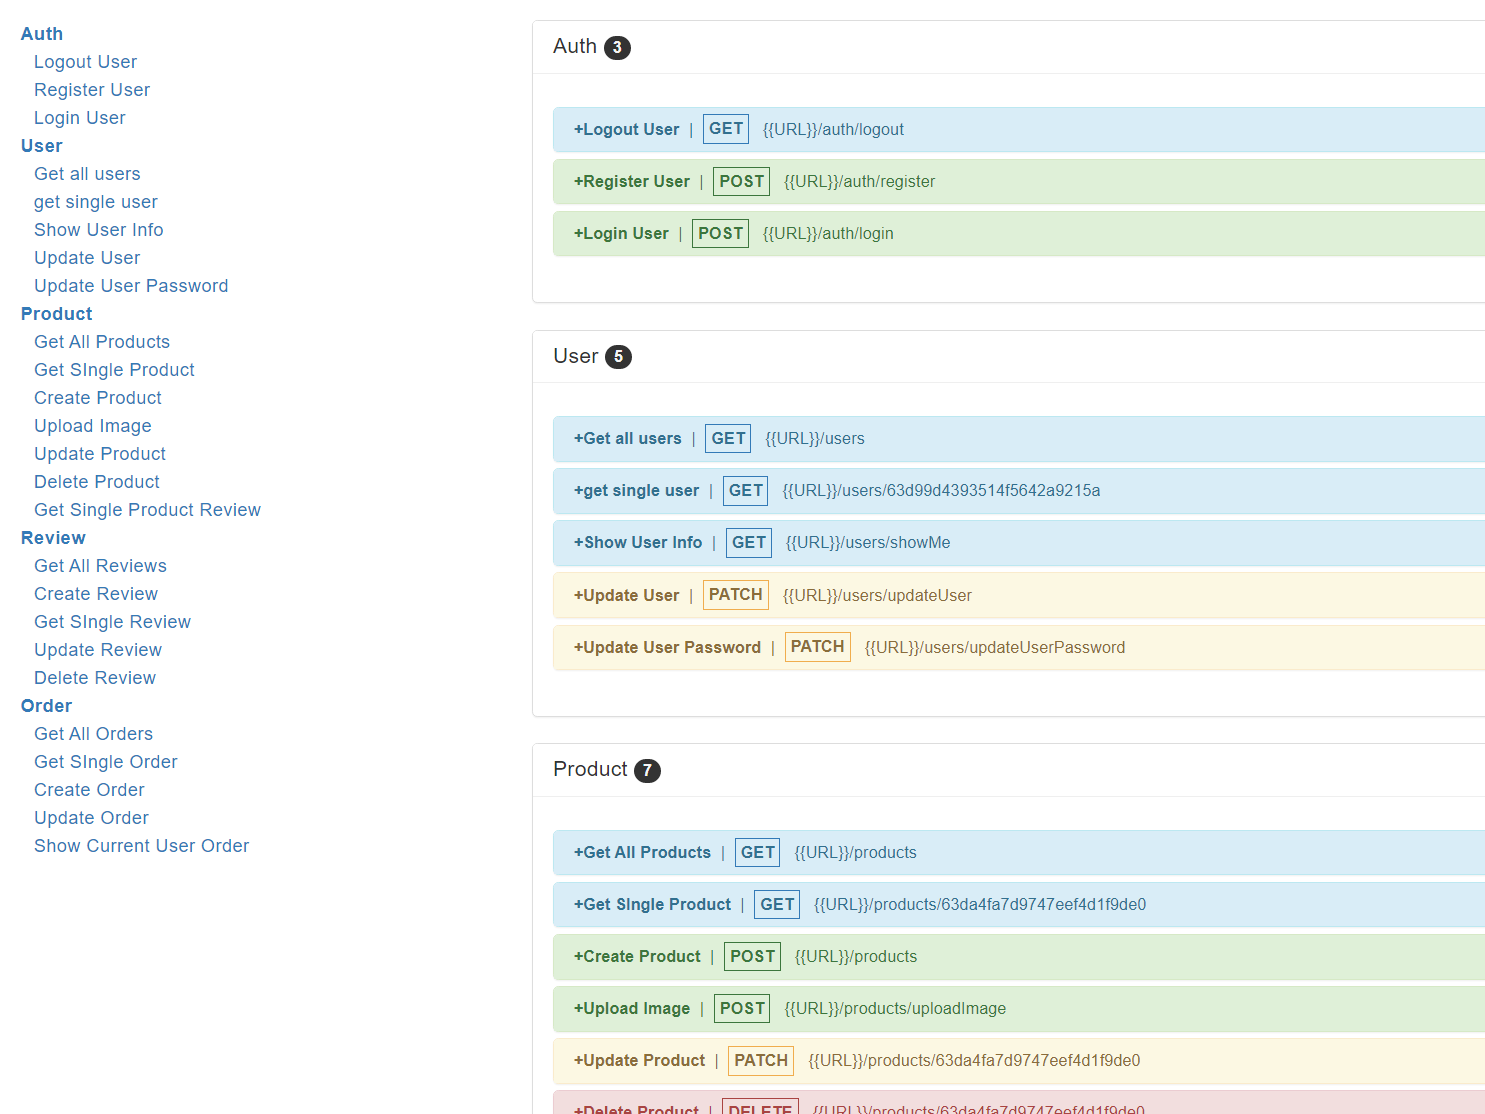 Auth
Logout User
Register User
Login User
User
Get all users
get single user
Show User Info
Update User
Update User Password
Product
Get All Products
Get SIngle Product
Create Product
Upload Image
Update Product
Delete Product
Get Single Product Review
Review
Get All Reviews
Create Review
Get SIngle Review
Update Review
Delete Review
Order
Get All Orders
Get SIngle Order
Create Order
Update Order
Show Current User Order
Auth 3
+Logout User | GET {{URL}}/auth/logout
+Register User | POST {{URL}}/auth/register
+Login User | POST {{URL}}/auth/login
User 5
+Get all users | GET {{URL}}/users
+get single user | GET {{URL}}/users/63d99d4393514f5642a9215a
+Show User Info | GET {{URL}}/users/showMe
+Update User | PATCH {{URL}}/users/updateUser
+Update User Password | PATCH {{URL}}/users/updateUserPassword
Product 7
+Get All Products | GET {{URL}}/products
+Get SIngle Product | GET {{URL}}/products/63da4fa7d9747eef4d1f9de0
+Create Product | POST {{URL}}/products
+Upload Image | POST {{URL}}/products/uploadImage
+Update Product | PATCH {{URL}}/products/63da4fa7d9747eef4d1f9de0
+Delete Product | DELETE {{URL}}/products/63da4fa7d9747eef4d1f9de0